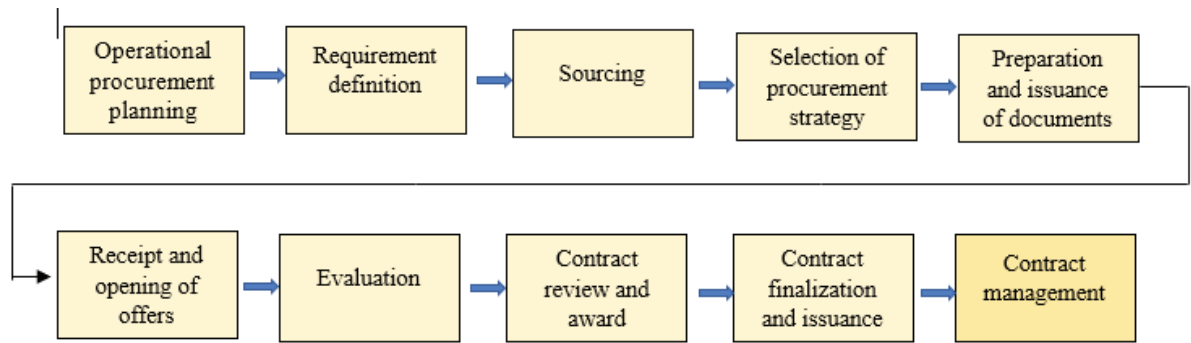 Operational
procurement
planning
Requirement
definition
Sourcing
Selection of
procurement
strategy
Preparation
and issuance
of documents
Receipt and
opening of
offers
Evaluation
Contract
review and
award
Contract
finalization
and issuance
Contract
management